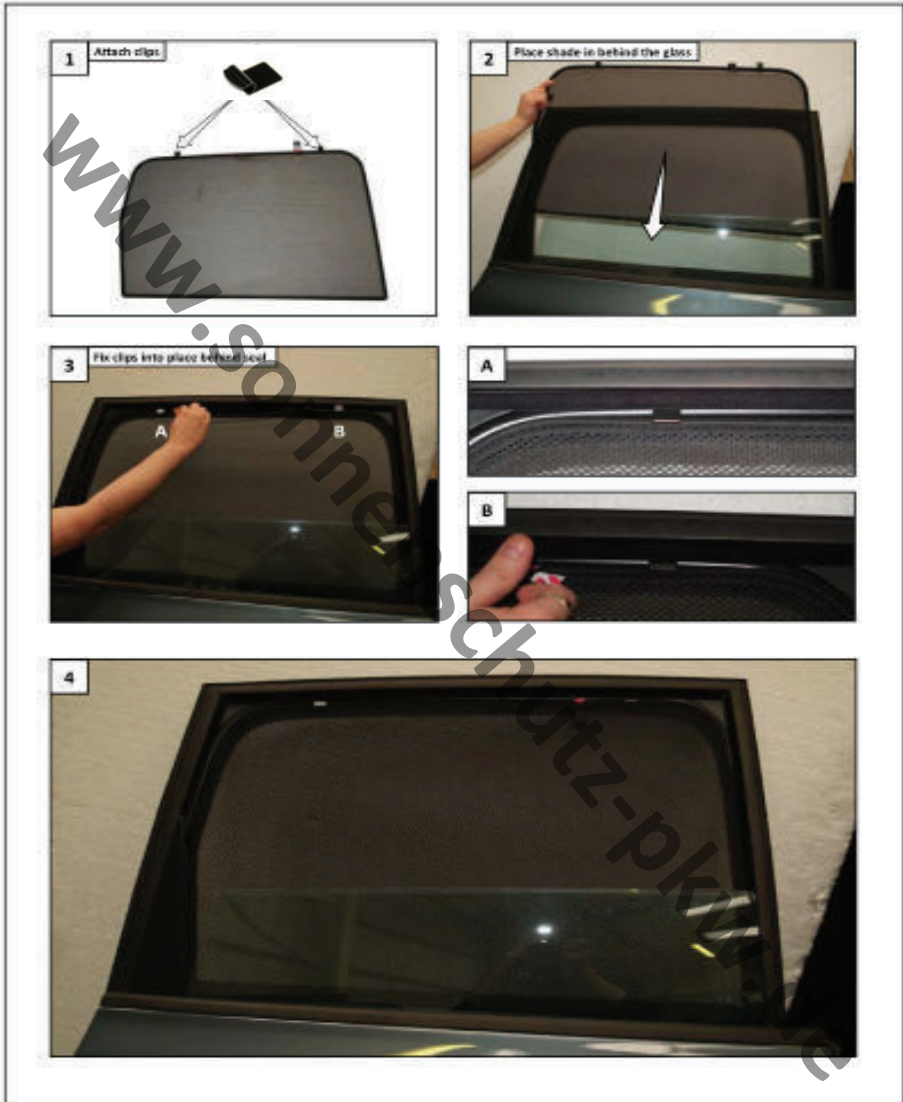 1 Attach clips
2 Place shade in behind the glass
3 Fix clips into place behind seal
A
B
A
B
4
www.sonnenschutz-pkw.de